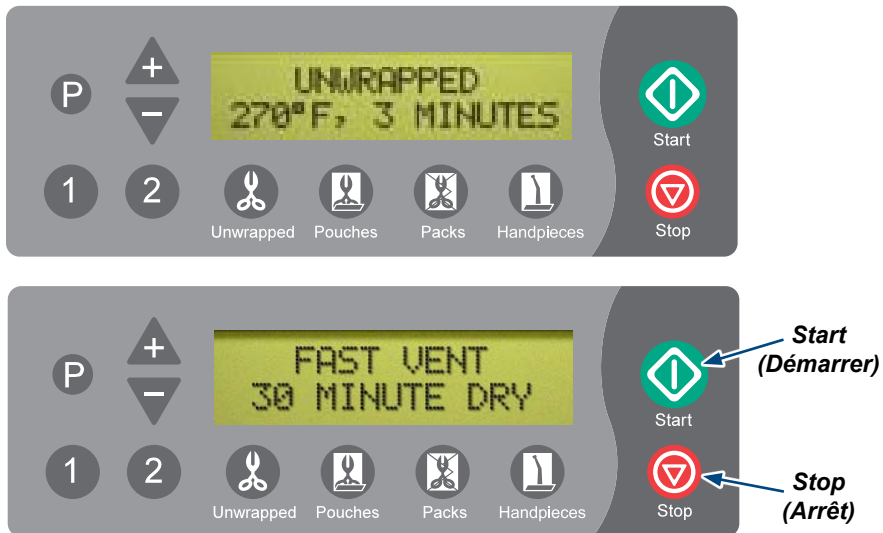 P
+
−
UNWRAPPED
270°F, 3 MINUTES
Start
1
2
Unwrapped
Pouches
Packs
Handpieces
Stop
P
+
−
FAST VENT
30 MINUTE DRY
Start
Start
(Démarrer)
1
2
Unwrapped
Pouches
Packs
Handpieces
Stop
Stop
(Arrêt)